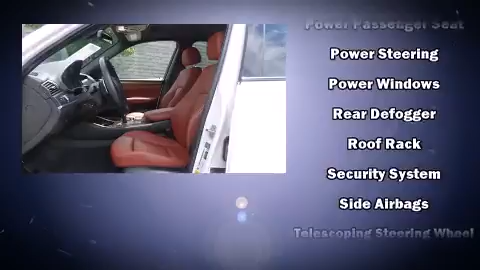 Power Passenger Seat
Power Steering
Power Windows
Rear Defogger
Roof Rack
Security System
Side Airbags
Telescoping Steering Wheel